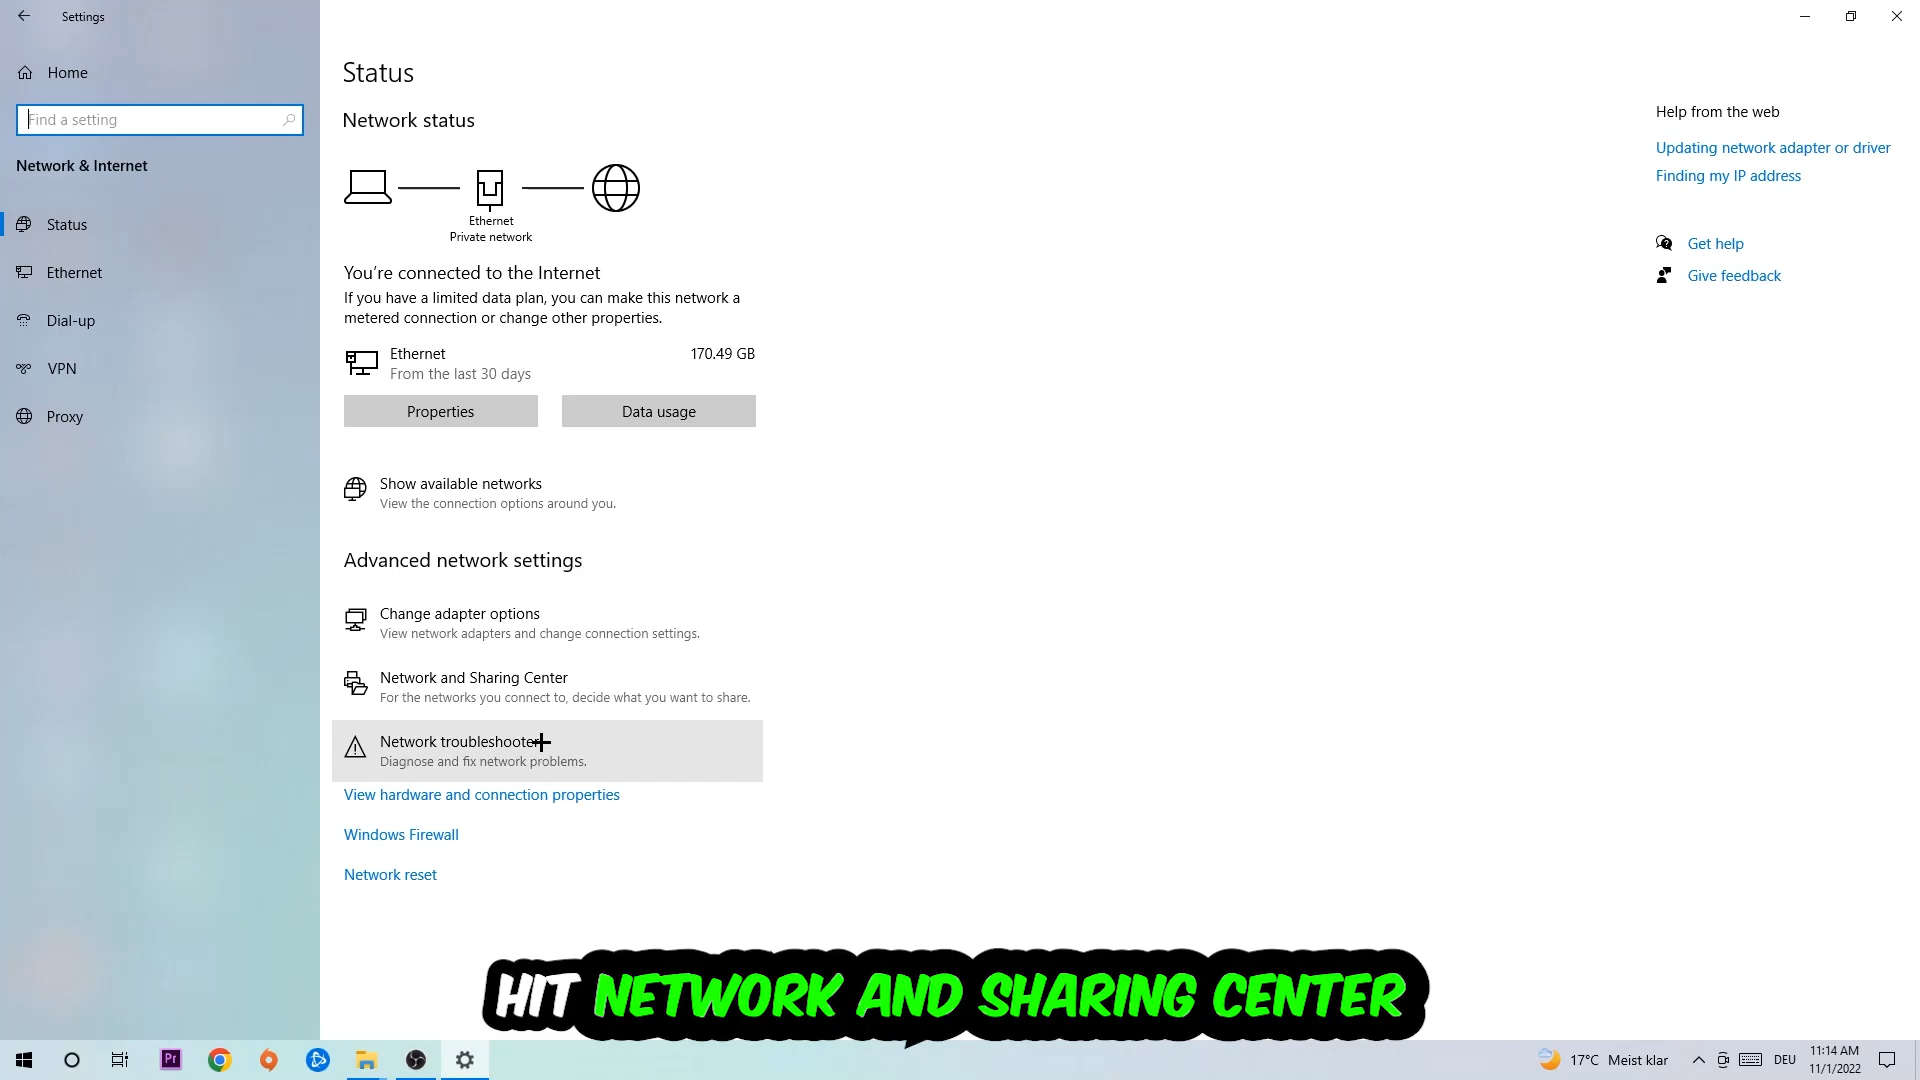 Settings
Home
Find a setting
Network & Internet
Status
Ethernet
Dial-up
VPN
Proxy
Status
Network status
Ethernet
Private network
You're connected to the Internet
If you have a limited data plan, you can make this network a
metered connection or change other properties.
Ethernet 170.49 GB
From the last 30 days
Properties Data usage
Show available networks
View the connection options around you.
Advanced network settings
Change adapter options
View network adapters and change connection settings.
Network and Sharing Center
For the networks you connect to, decide what you want to share.
Network troubleshooter
Diagnose and fix network problems.
View hardware and connection properties
Windows Firewall
Network reset
Help from the web
Updating network adapter or driver
Finding my IP address
Get help
Give feedback
HIT NETWORK AND SHARING CENTER
Pr
17°C Meist klar
DEU
11:14 AM
11/1/2022